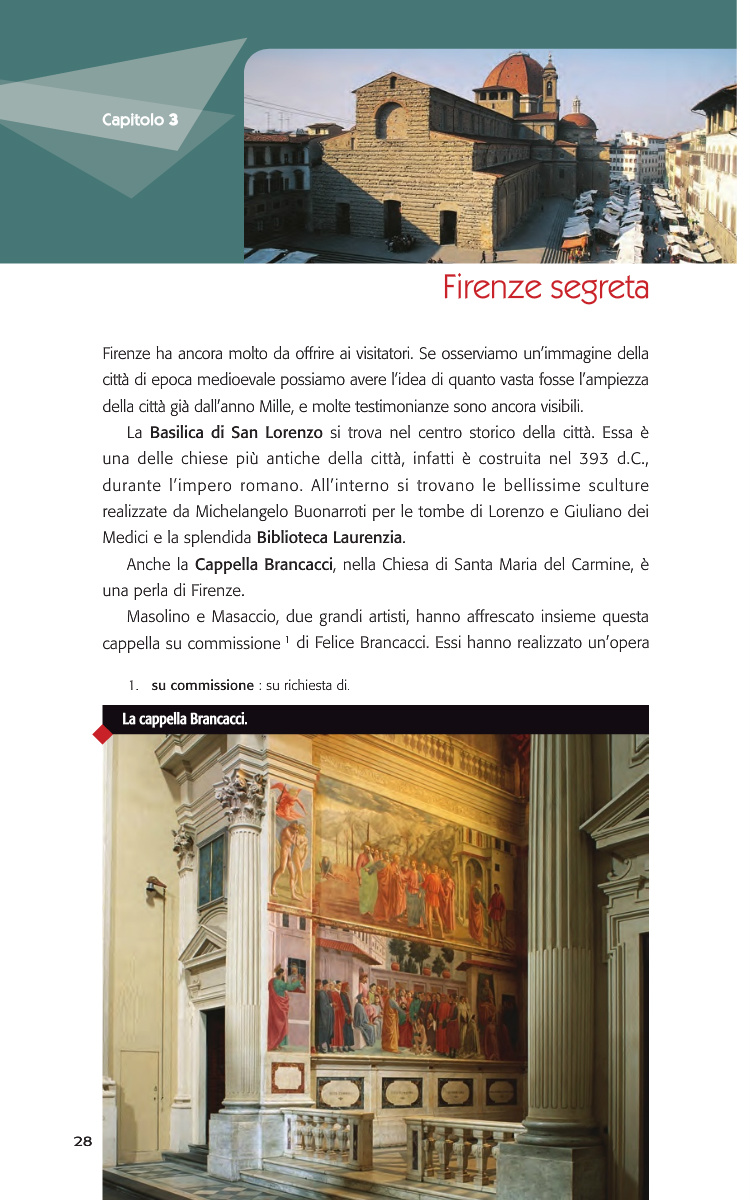 Capitolo 3
Firenze segreta
Firenze ha ancora molto da offrire ai visitatori. Se osserviamo un’immagine della
città di epoca medioevale possiamo avere l’idea di quanto vasta fosse l’ampiezza
della città già dall’anno Mille, e molte testimonianze sono ancora visibili.
La Basilica di San Lorenzo si trova nel centro storico della città. Essa è
una delle chiese più antiche della città, infatti è costruita nel 393 d.C.,
durante l’impero romano. All’interno si trovano le bellissime sculture
realizzate da Michelangelo Buonarroti per le tombe di Lorenzo e Giuliano dei
Medici e la splendida Biblioteca Laurenzia.
Anche la Cappella Brancacci, nella Chiesa di Santa Maria del Carmine, è
una perla di Firenze.
Masolino e Masaccio, due grandi artisti, hanno affrescato insieme questa
cappella su commissione ¹ di Felice Brancacci. Essi hanno realizzato un’opera
1. su commissione : su richiesta di.
La cappella Brancacci.
28